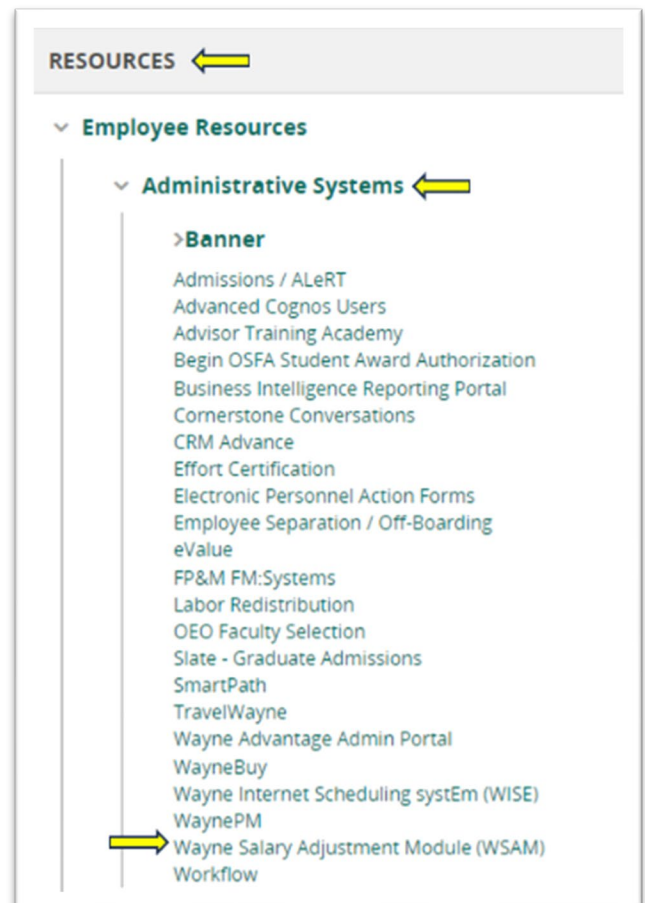 RESOURCES
Employee Resources
Administrative Systems
>Banner
Admissions / ALeRT
Advanced Cognos Users
Advisor Training Academy
Begin OSFA Student Award Authorization
Business Intelligence Reporting Portal
Cornerstone Conversations
CRM Advance
Effort Certification
Electronic Personnel Action Forms
Employee Separation / Off-Boarding
eValue
FP&M FM:Systems
Labor Redistribution
OEO Faculty Selection
Slate - Graduate Admissions
SmartPath
TravelWayne
Wayne Advantage Admin Portal
WayneBuy
Wayne Internet Scheduling systEm (WISE)
WaynePM
Wayne Salary Adjustment Module (WSAM)
Workflow